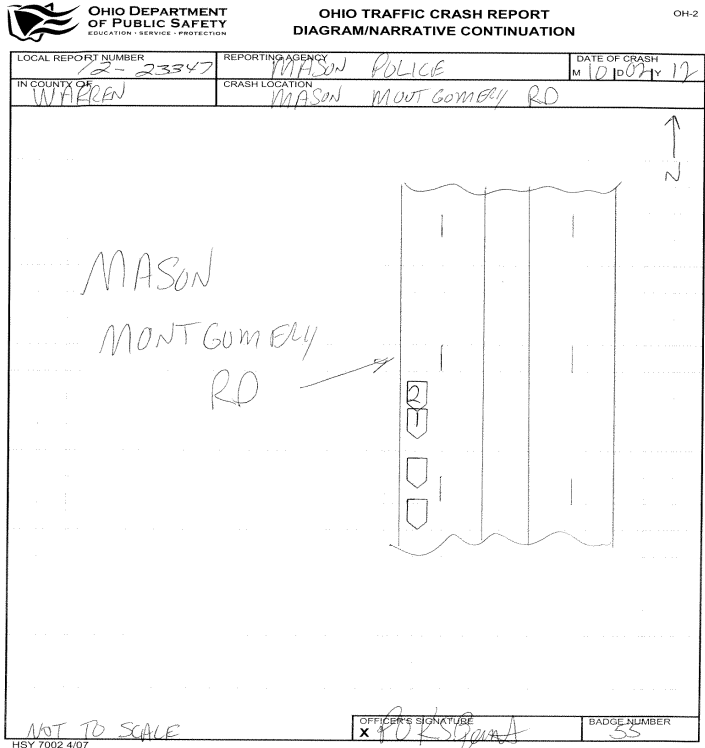 OHIO DEPARTMENT
OF PUBLIC SAFETY
EDUCATION • SERVICE • PROTECTION
OHIO TRAFFIC CRASH REPORT
DIAGRAM/NARRATIVE CONTINUATION
OH-2
LOCAL REPORT NUMBER
12-23347
REPORTING AGENCY
MASON POLICE
DATE OF CRASH
M 10 D 02 Y 12
IN COUNTY OF
WARREN
CRASH LOCATION
MASON MONTGOMERY RD
N
MASON
MONTGOMERY
RD
2
1
NOT TO SCALE
OFFICER'S SIGNATURE
X
BADGE NUMBER
55
HSY 7002 4/07